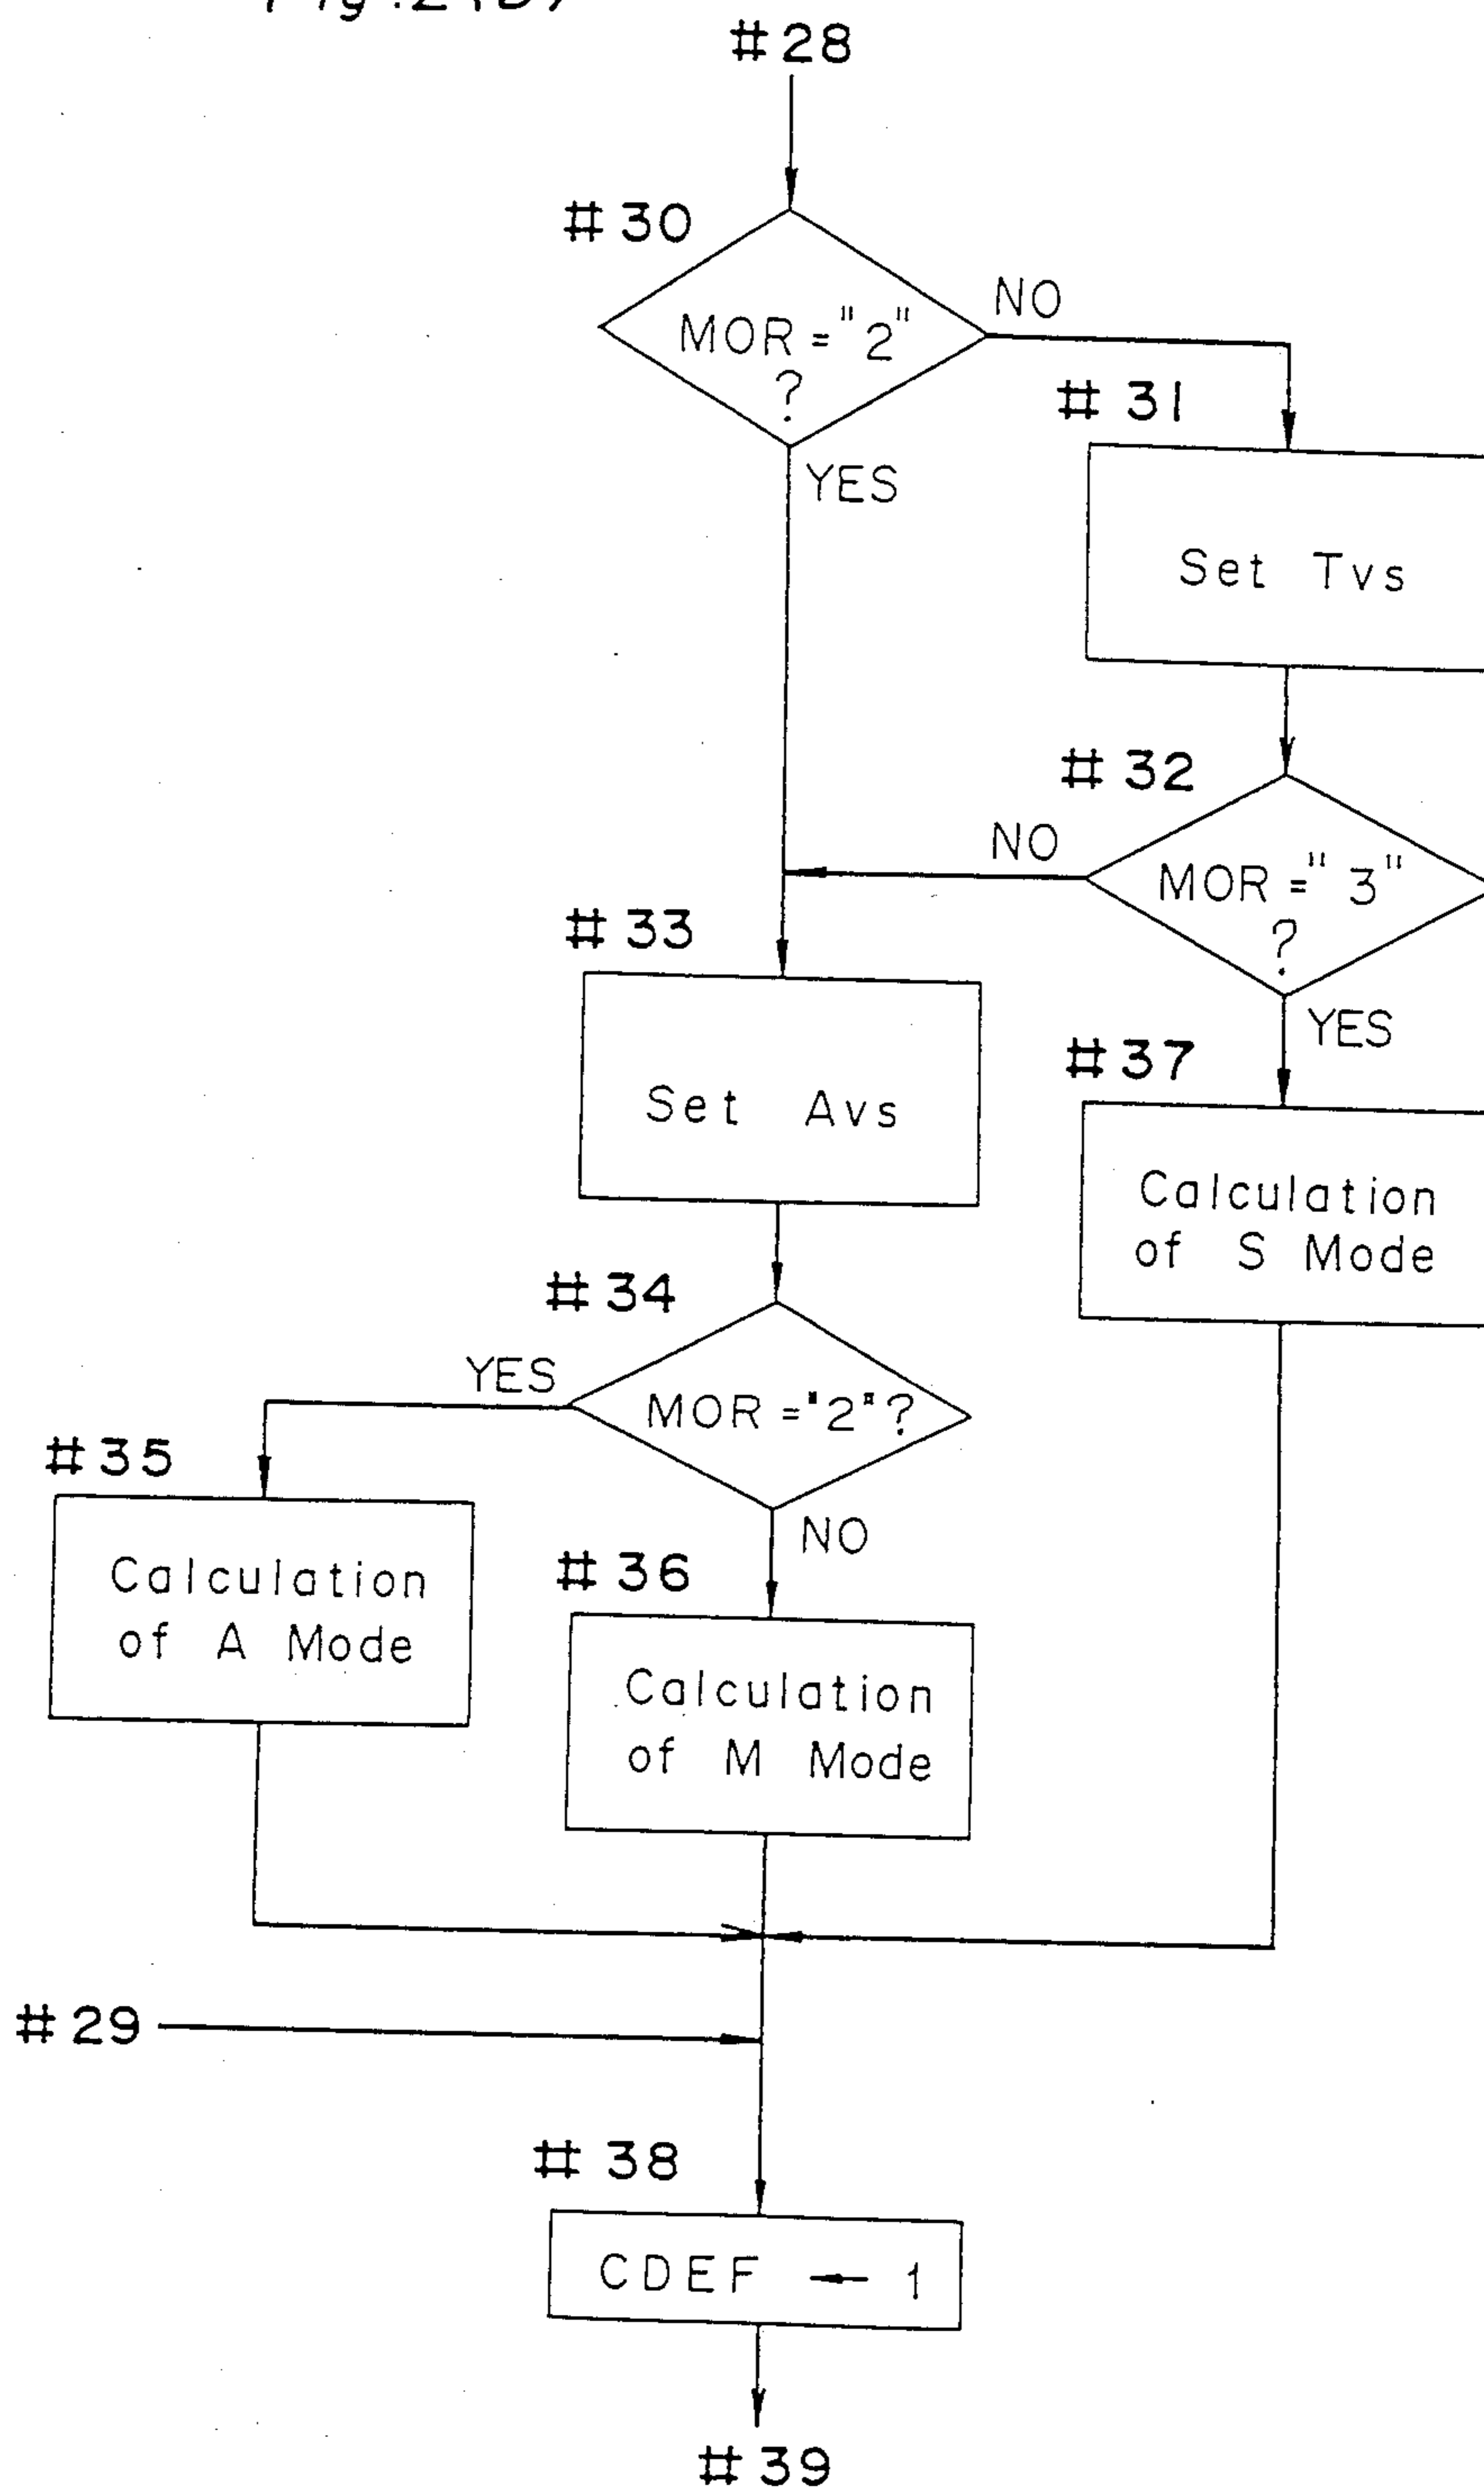 #28
#30
MOR="2"
?
NO
YES
#31
Set Tvs
#32
MOR="3"
?
NO
YES
#33
Set Avs
#37
Calculation
of S Mode
#34
MOR="2"?
YES
NO
#35
Calculation
of A Mode
#36
Calculation
of M Mode
#29
#38
CDEF ← 1
#39